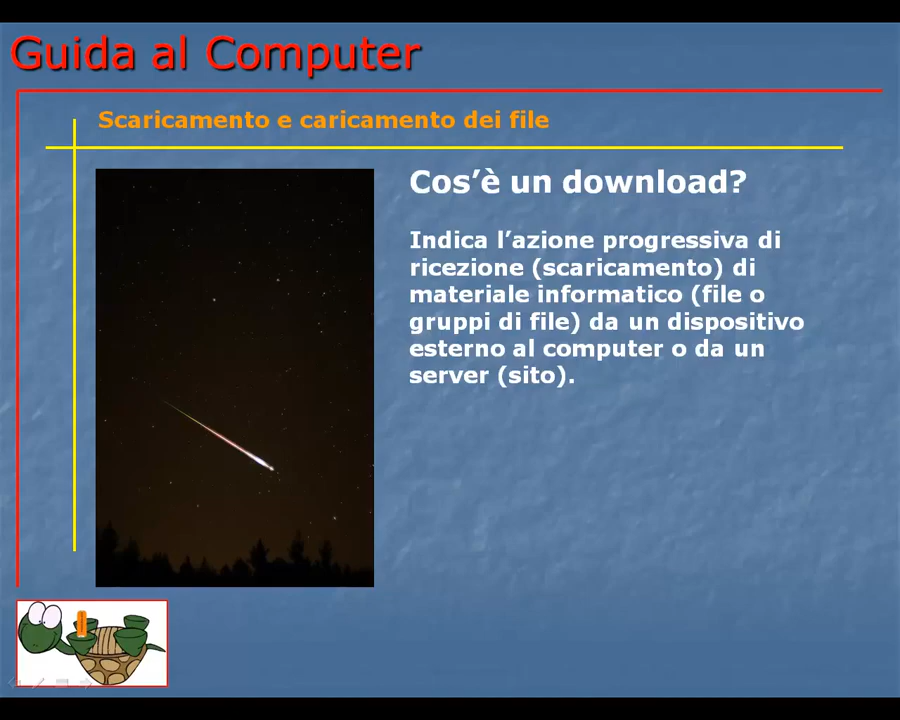 Guida al Computer
Scaricamento e caricamento dei file
Cos’è un download?
Indica l’azione progressiva di
ricezione (scaricamento) di
materiale informatico (file o
gruppi di file) da un dispositivo
esterno al computer o da un
server (sito).